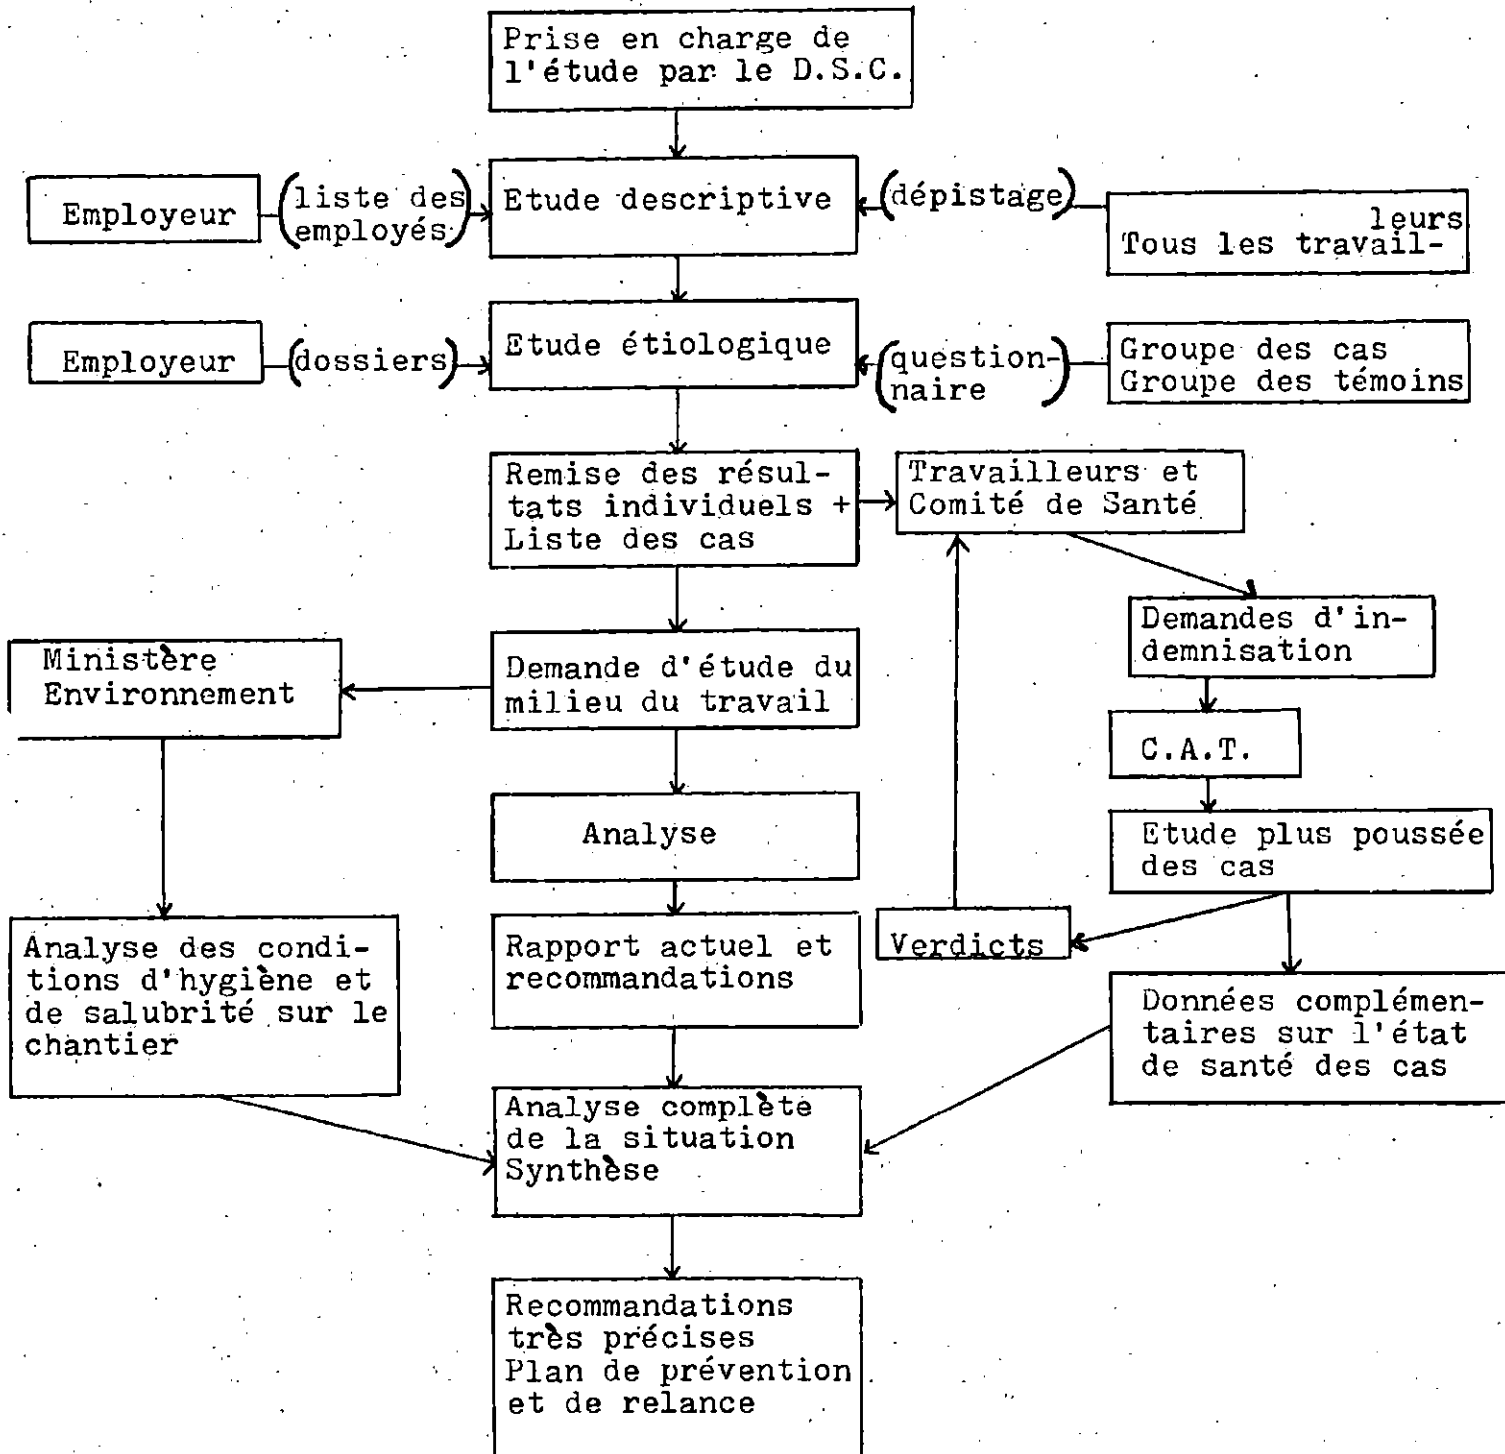 Prise en charge de
l'étude par le D.S.C.
Employeur
(liste des
employés)
Etude descriptive
(dépistage)
leurs
Tous les travail-
Employeur
(dossiers)
Etude étiologique
(question-
naire)
Groupe des cas
Groupe des témoins
Remise des résul-
tats individuels +
Liste des cas
Travailleurs et
Comité de Santé
Demandes d'in-
demnisation
Ministère
Environnement
Demande d'étude du
milieu du travail
C.A.T.
Analyse
Etude plus poussée
des cas
Analyse des condi-
tions d'hygiène et
de salubrité sur le
chantier
Rapport actuel et
recommandations
Verdicts
Données complémen-
taires sur l'état
de santé des cas
Analyse complète
de la situation
Synthèse
Recommandations
très précises
Plan de prévention
et de relance